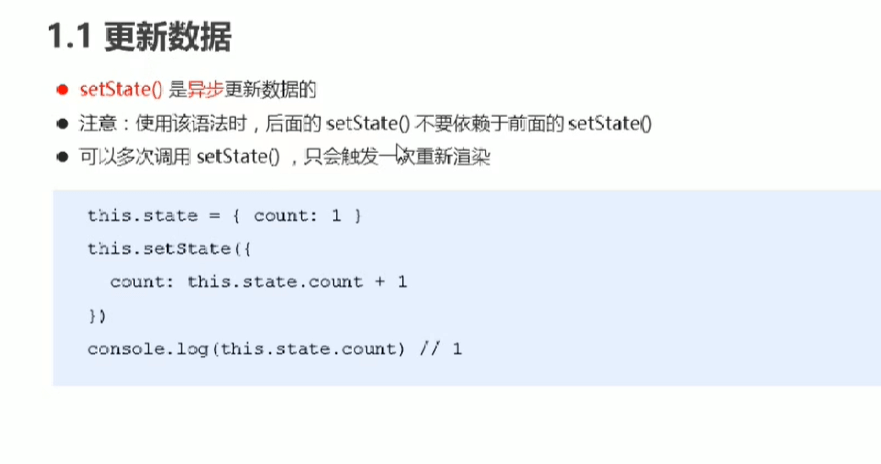 1.1 更新数据
● setState() 是异步更新数据的
● 注意：使用该语法时，后面的 setState() 不要依赖于前面的 setState()
● 可以多次调用 setState() ，只会触发一次重新渲染
this.state = { count: 1 }
this.setState({
count: this.state.count + 1
})
console.log(this.state.count) // 1